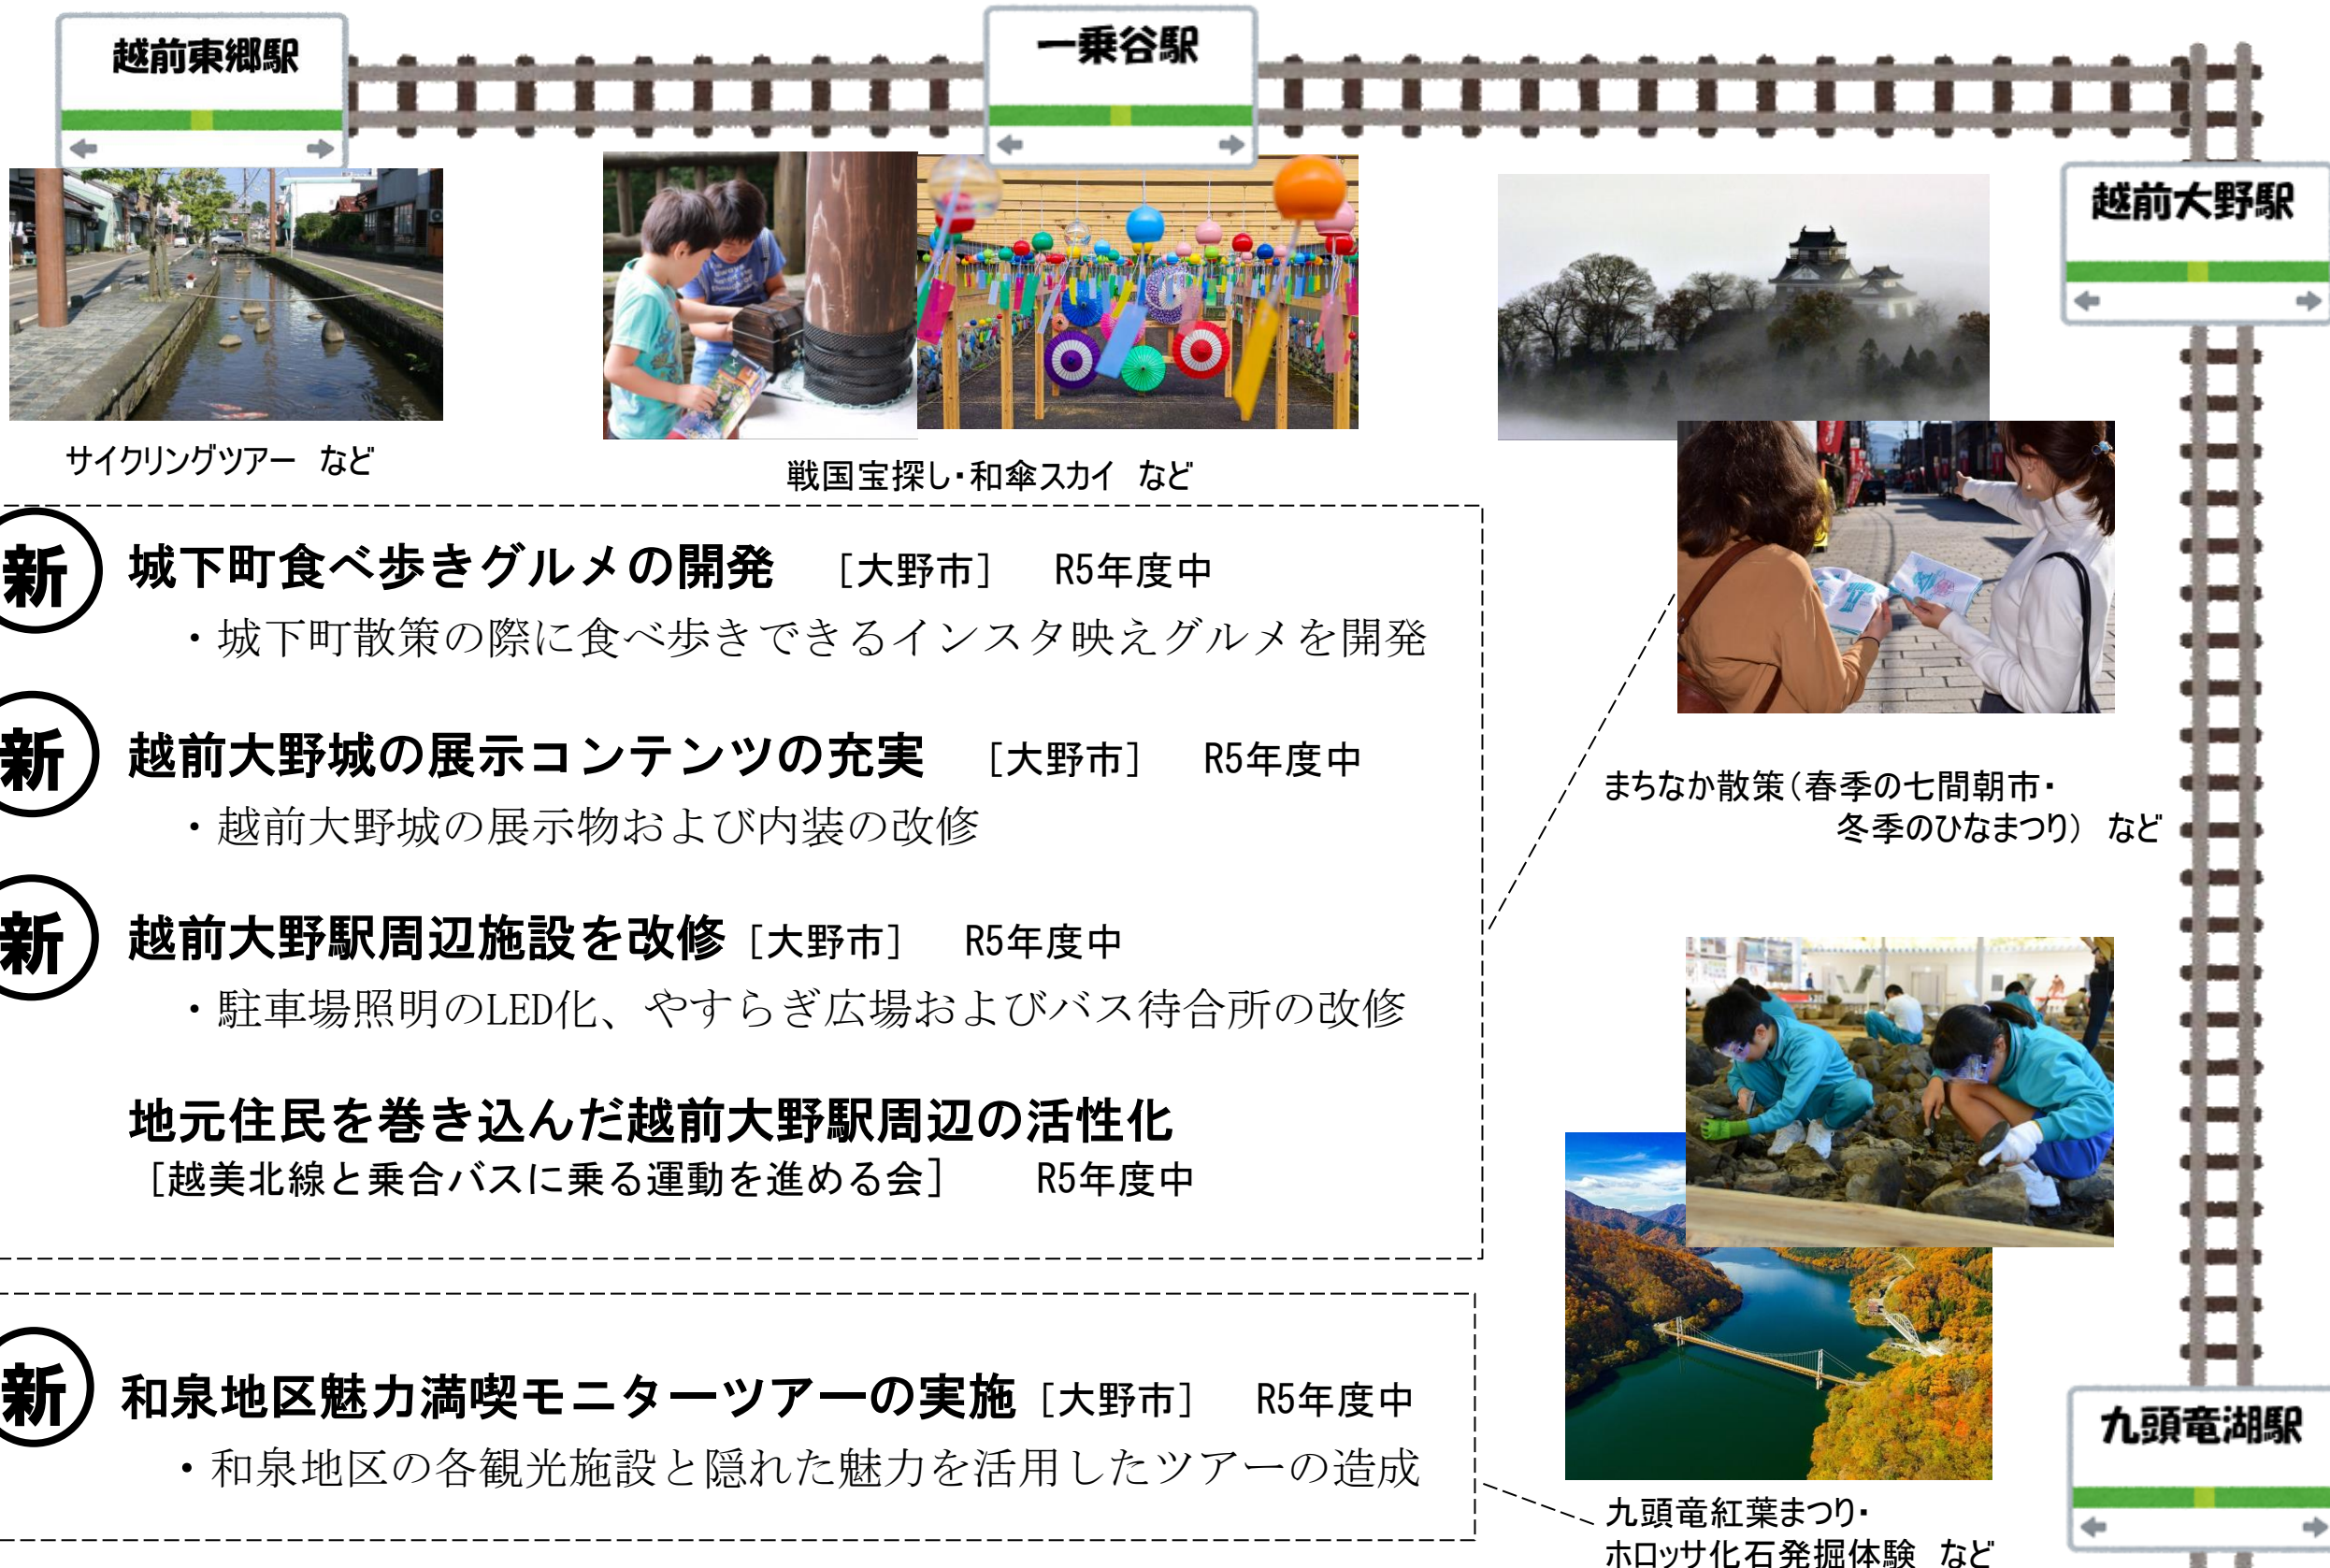 越前東郷駅
一乗谷駅
越前大野駅
サイクリングツアー など
戦国宝探し・和傘スカイ など
新 城下町食べ歩きグルメの開発 [大野市] R5年度中
・城下町散策の際に食べ歩きできるインスタ映えグルメを開発
新 越前大野城の展示コンテンツの充実 [大野市] R5年度中
・越前大野城の展示物および内装の改修
新 越前大野駅周辺施設を改修 [大野市] R5年度中
・駐車場照明のLED化、やすらぎ広場およびバス待合所の改修
地元住民を巻き込んだ越前大野駅周辺の活性化
[越美北線と乗合バスに乗る運動を進める会] R5年度中
まちなか散策(春季の七間朝市・
冬季のひなまつり) など
新 和泉地区魅力満喫モニターツアーの実施 [大野市] R5年度中
・和泉地区の各観光施設と隠れた魅力を活用したツアーの造成
九頭竜湖駅
九頭竜紅葉まつり・
ホロッサ化石発掘体験 など